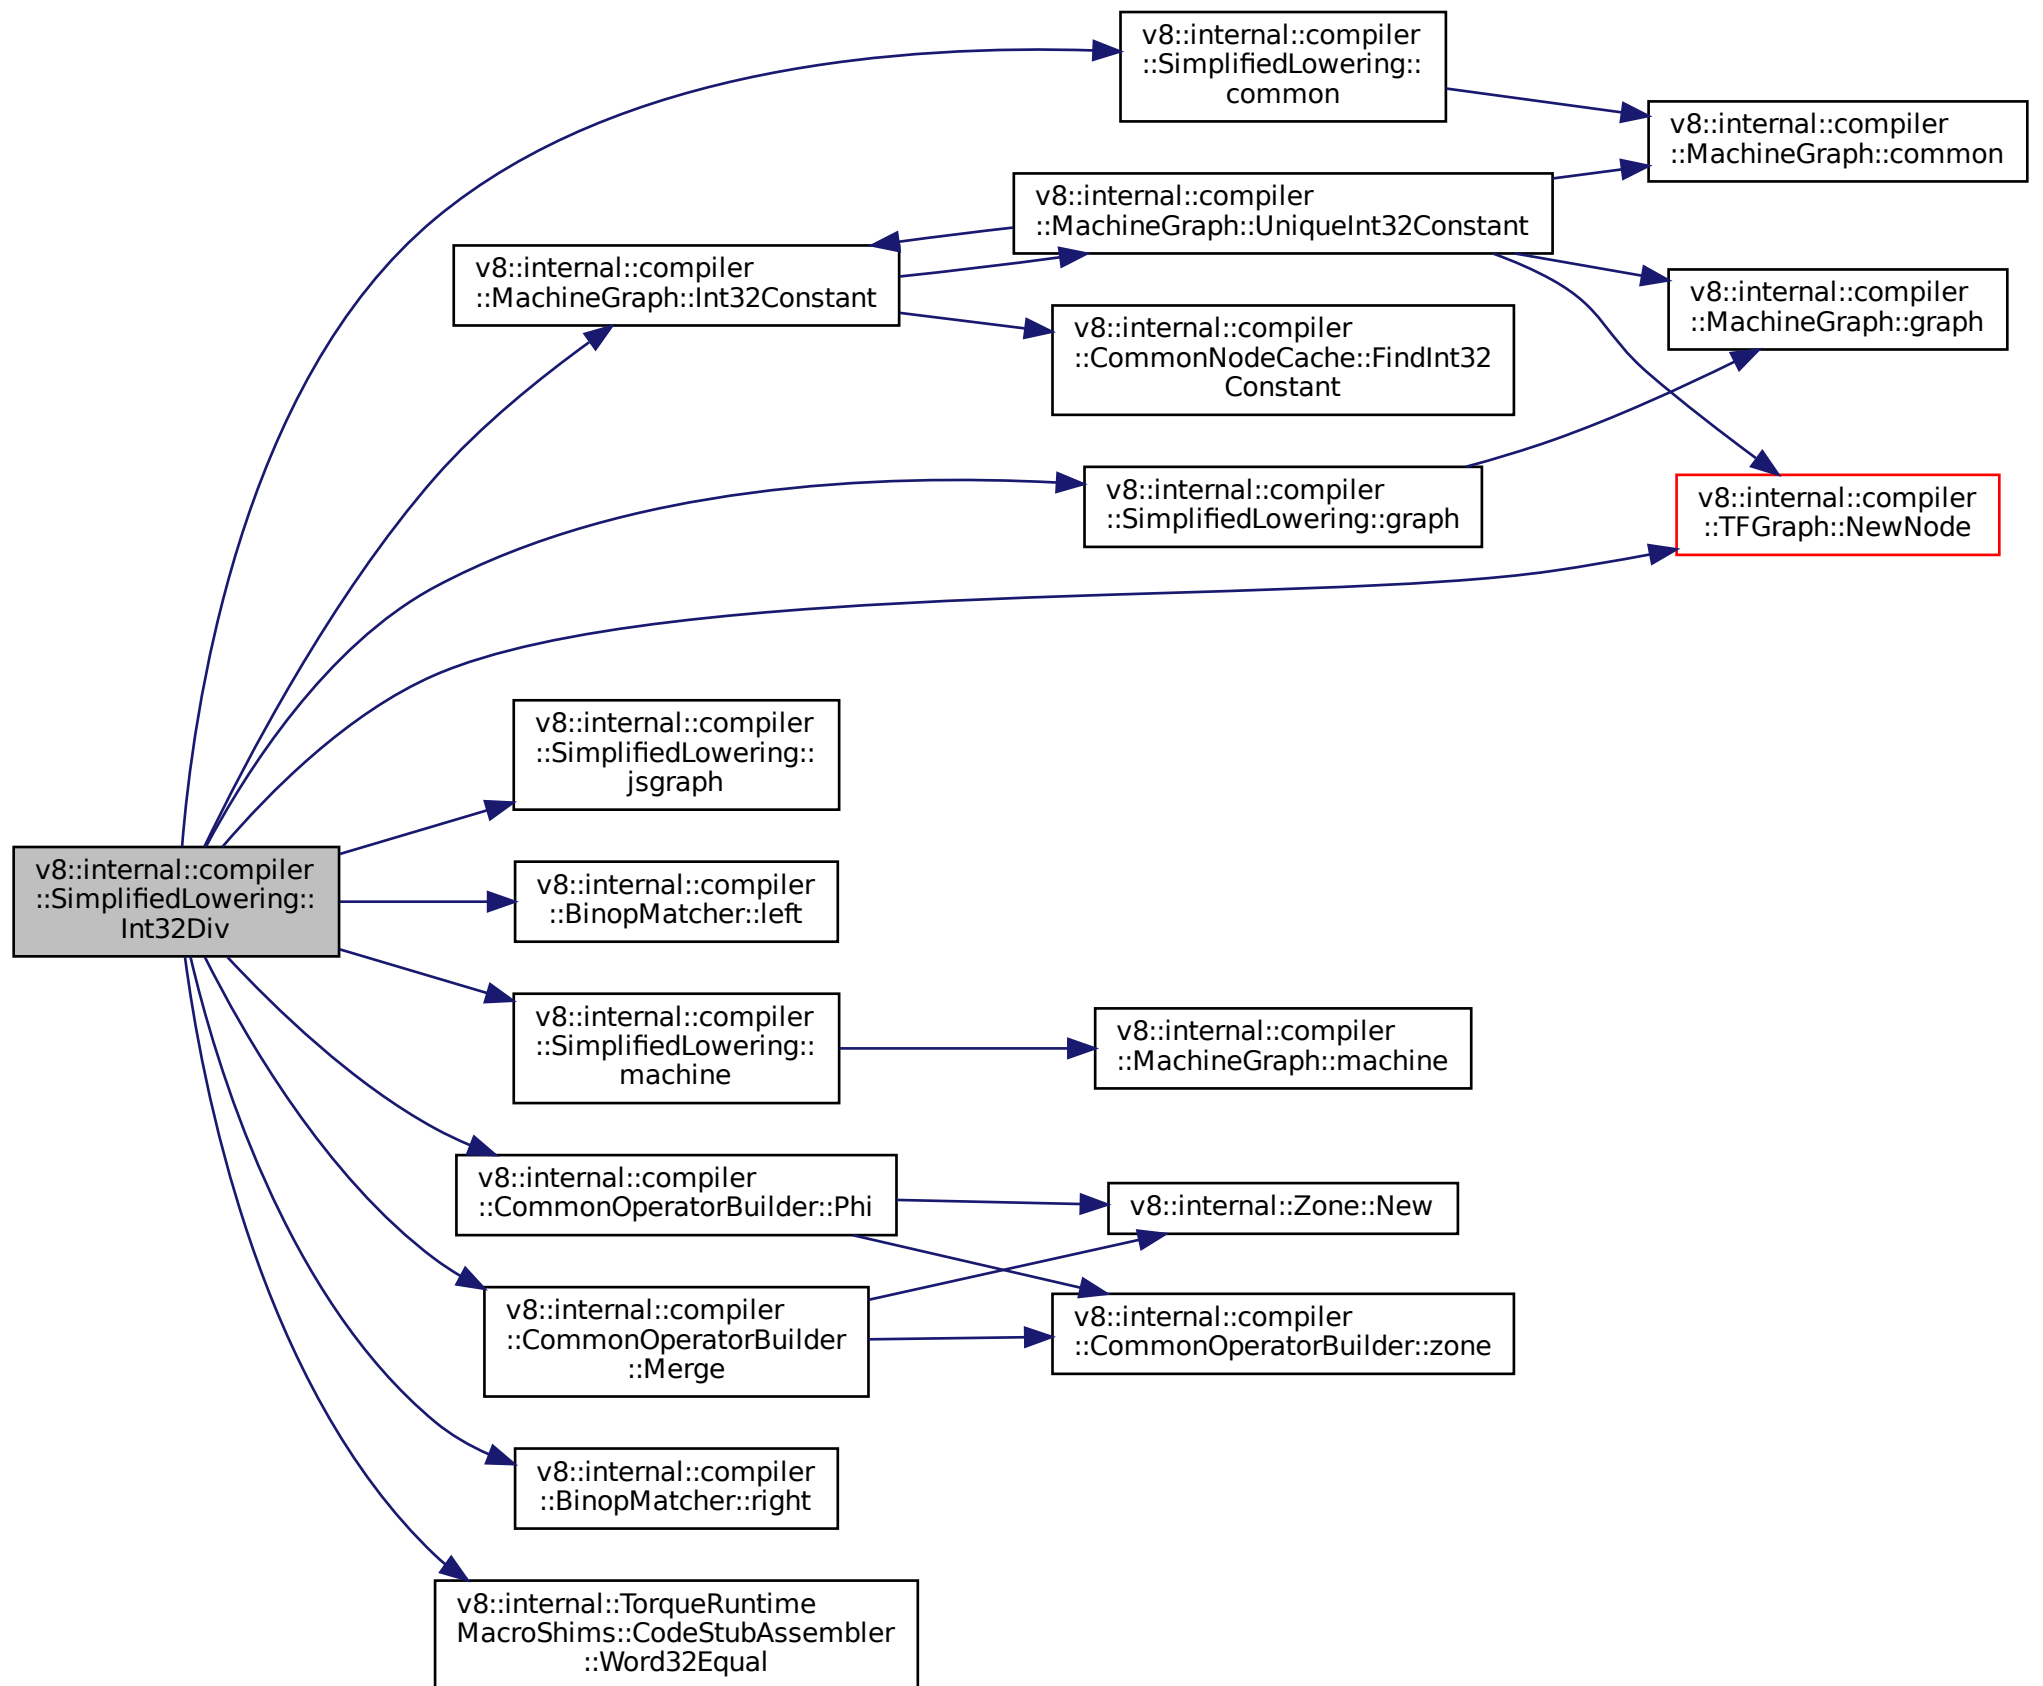 v8::internal::compiler
::SimplifiedLowering::
common
v8::internal::compiler
::MachineGraph::common
v8::internal::compiler
::MachineGraph::UniqueInt32Constant
v8::internal::compiler
::MachineGraph::Int32Constant
v8::internal::compiler
::MachineGraph::graph
v8::internal::compiler
::CommonNodeCache::FindInt32
Constant
v8::internal::compiler
::SimplifiedLowering::graph
v8::internal::compiler
::TFGraph::NewNode
v8::internal::compiler
::SimplifiedLowering::
jsgraph
v8::internal::compiler
::SimplifiedLowering::
Int32Div
v8::internal::compiler
::BinopMatcher::left
v8::internal::compiler
::SimplifiedLowering::
machine
v8::internal::compiler
::MachineGraph::machine
v8::internal::compiler
::CommonOperatorBuilder::Phi
v8::internal::Zone::New
v8::internal::compiler
::CommonOperatorBuilder
::Merge
v8::internal::compiler
::CommonOperatorBuilder::zone
v8::internal::compiler
::BinopMatcher::right
v8::internal::TorqueRuntime
MacroShims::CodeStubAssembler
::Word32Equal